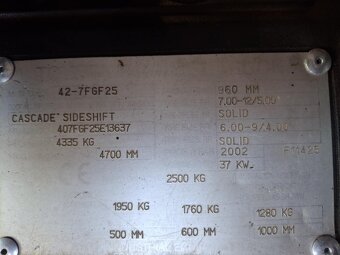 42-7FGF25 960 MM
7.00-12/5.00
CASCADE SIDESHIFT SOLID
407FGF25E13637 6.00-9/4.00
4335 KG SOLID
4700 MM 2002
37 KW
2500 KG
1950 KG 1760 KG 1280 KG
500 MM 600 MM 1000 MM